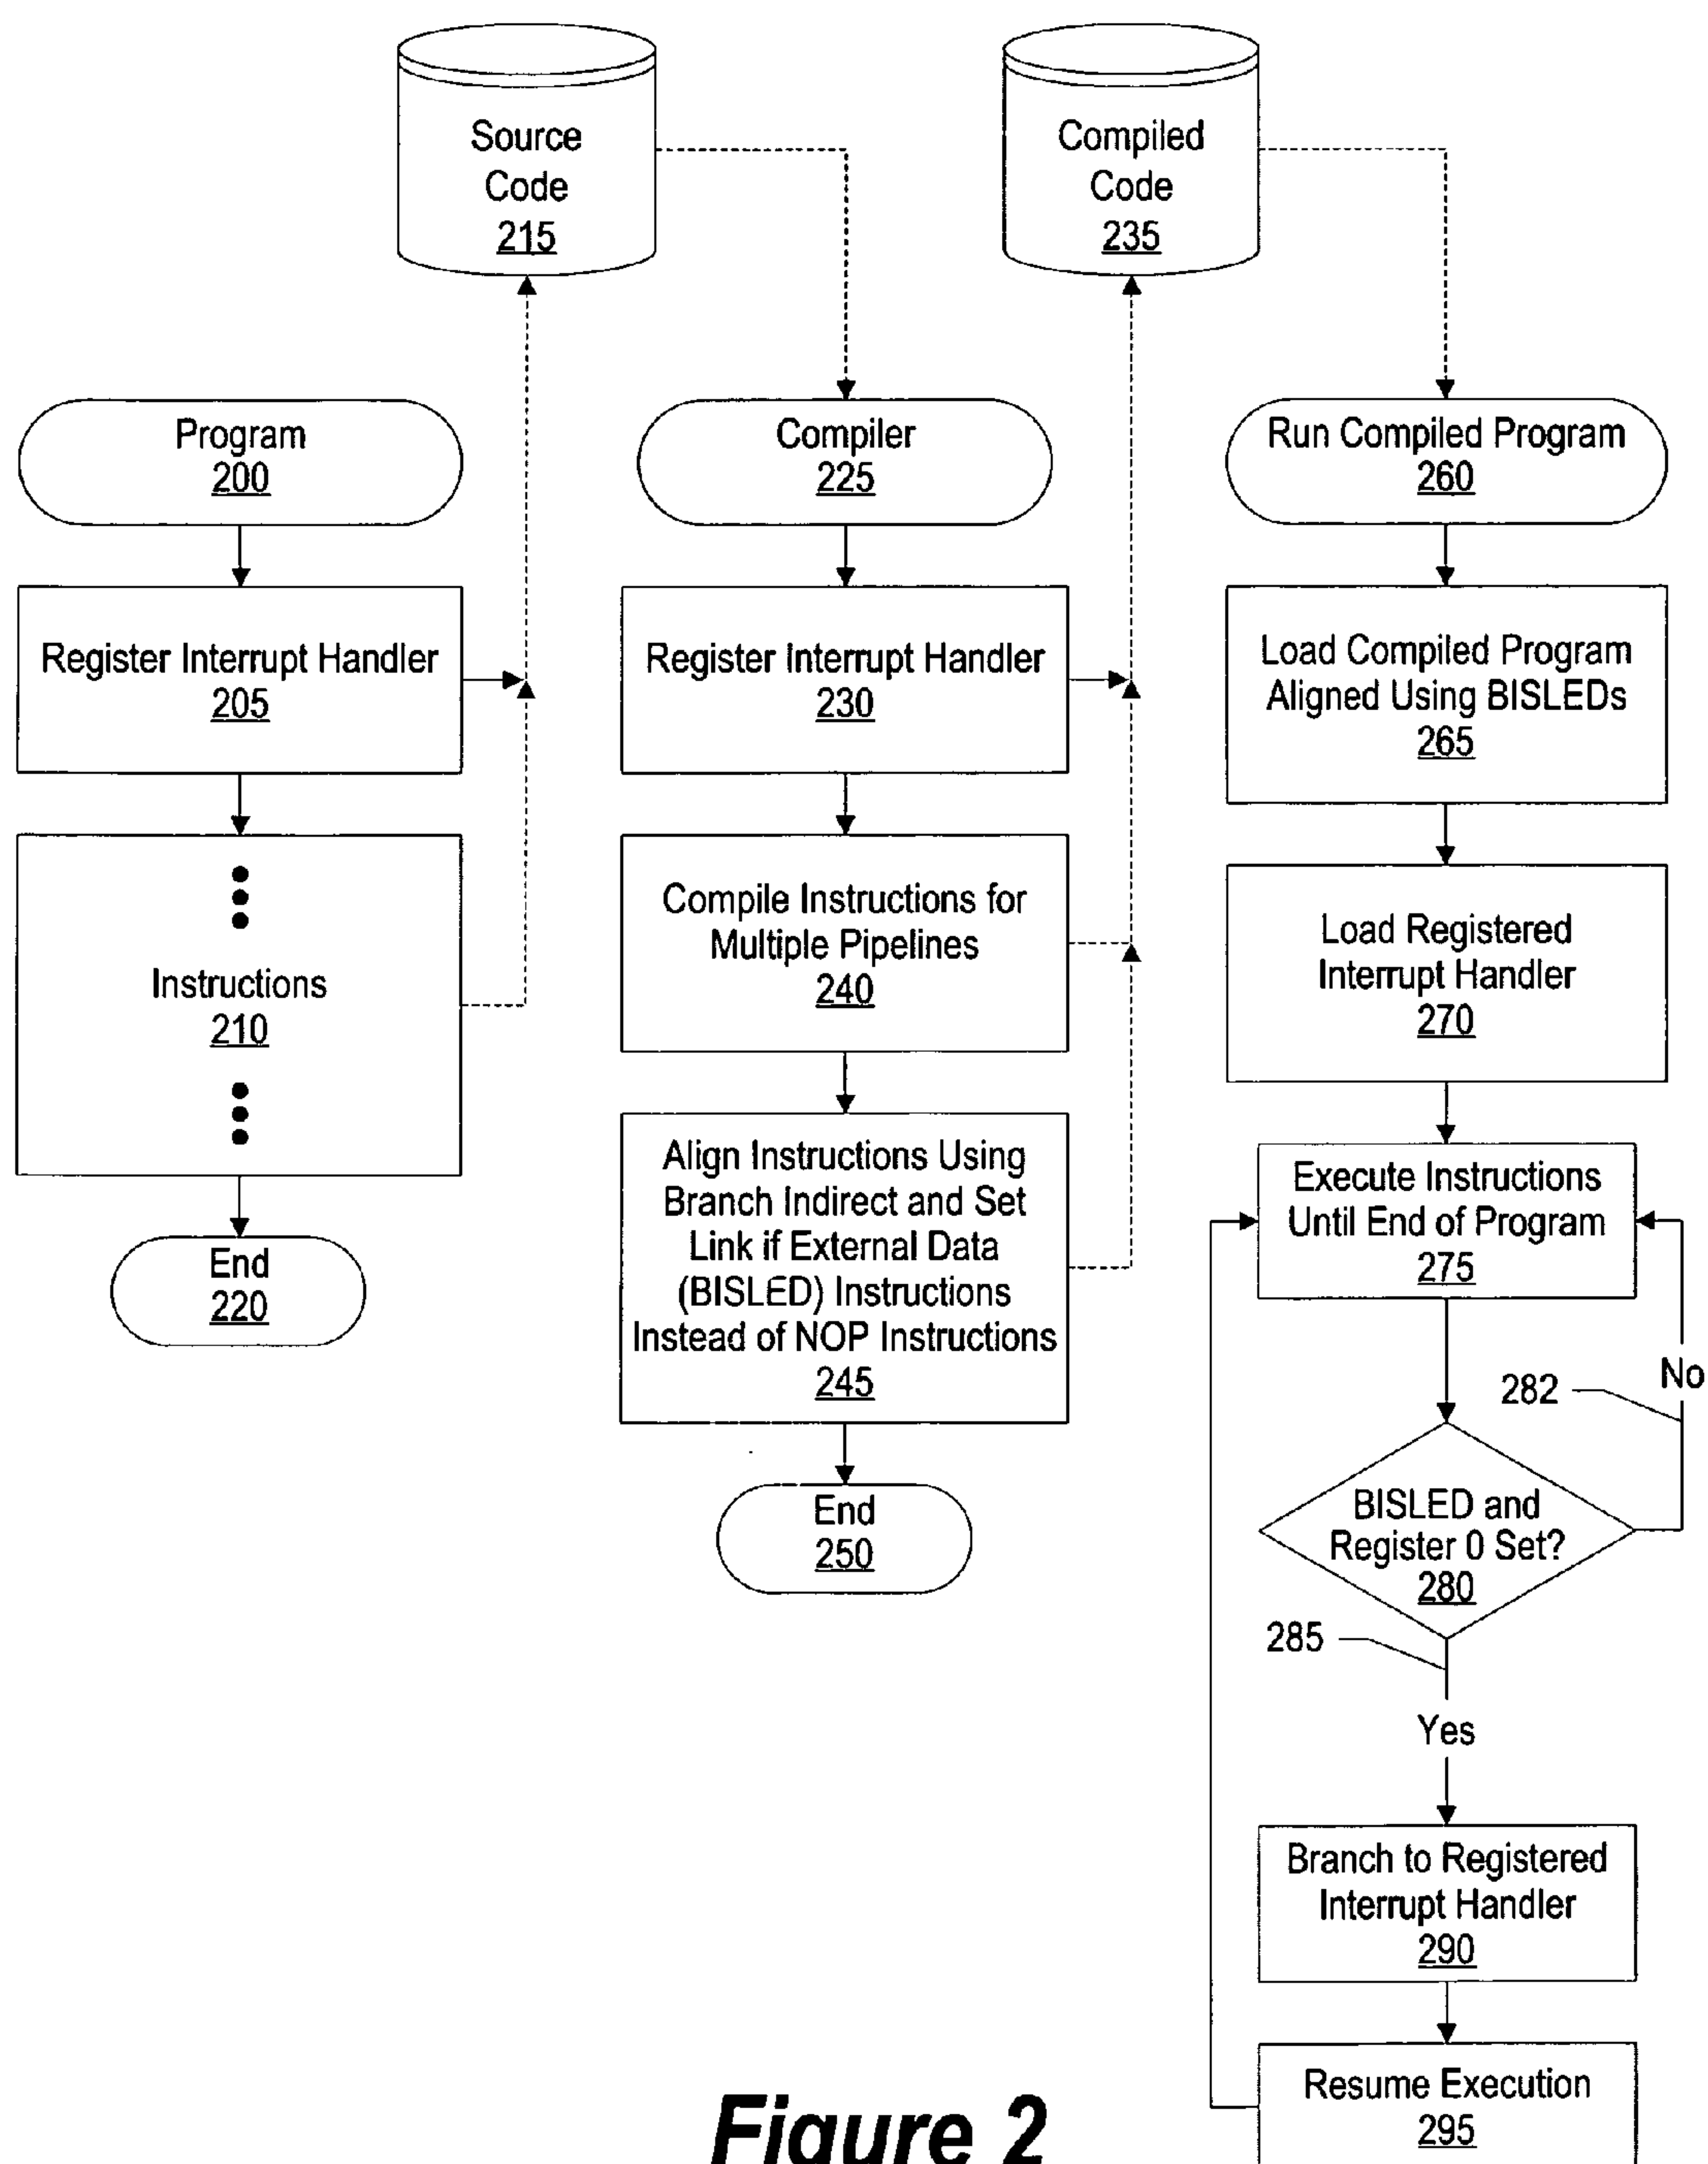 Source
Code
215
Compiled
Code
235
Program
200
Register Interrupt Handler
205
Instructions
210
End
220
Compiler
225
Register Interrupt Handler
230
Compile Instructions for
Multiple Pipelines
240
Align Instructions Using
Branch Indirect and Set
Link if External Data
(BISLED) Instructions
Instead of NOP Instructions
245
End
250
Run Compiled Program
260
Load Compiled Program
Aligned Using BISLEDs
265
Load Registered
Interrupt Handler
270
Execute Instructions
Until End of Program
275
No
282
BISLED and
Register 0 Set?
280
285
Yes
Branch to Registered
Interrupt Handler
290
Resume Execution
295
Figure 2